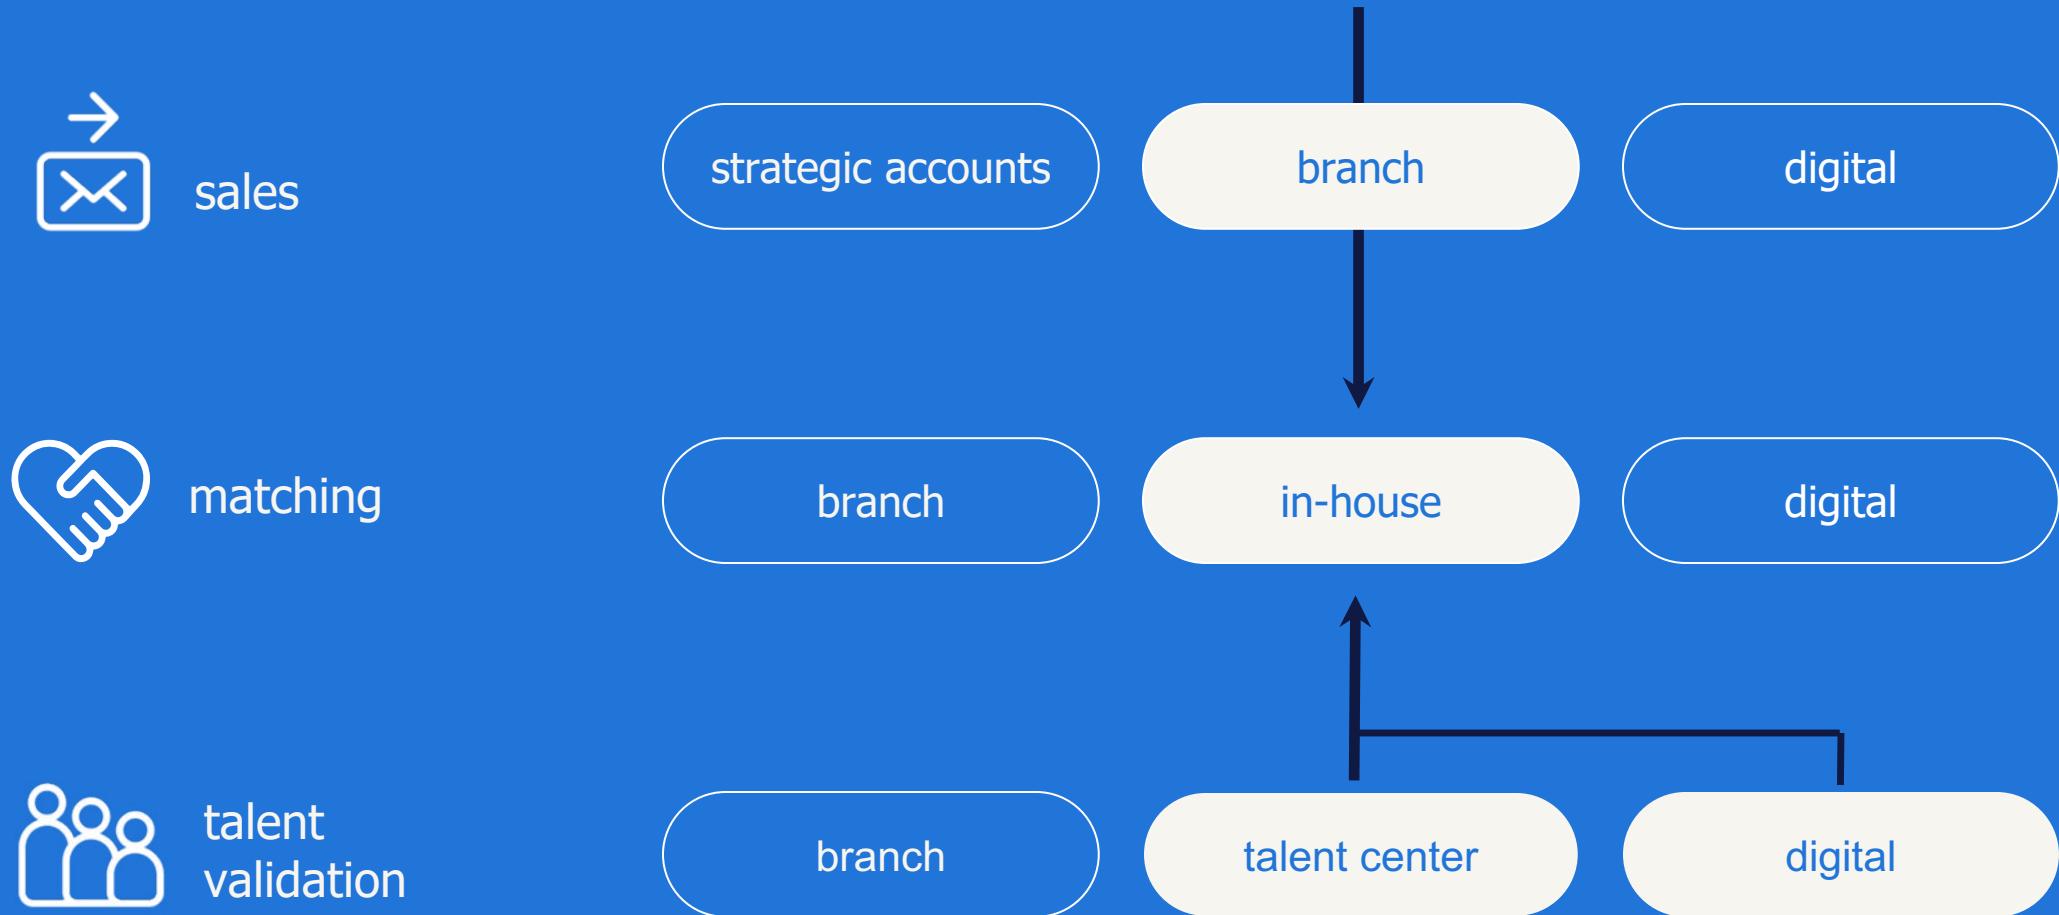 sales
strategic accounts
branch
digital
matching
branch
in-house
digital
talent
validation
branch
talent center
digital